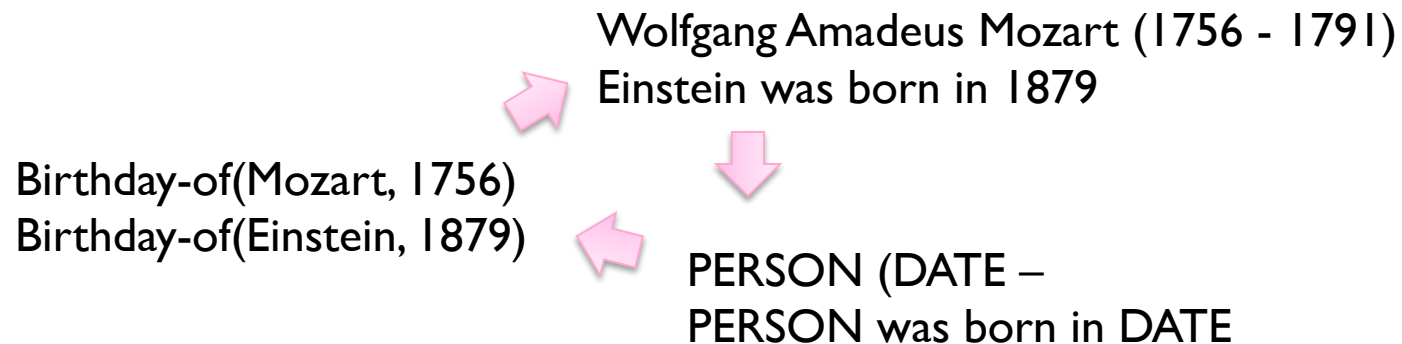 Wolfgang Amadeus Mozart (1756 - 1791)
Einstein was born in 1879
Birthday-of(Mozart, 1756)
Birthday-of(Einstein, 1879)
PERSON (DATE –
PERSON was born in DATE